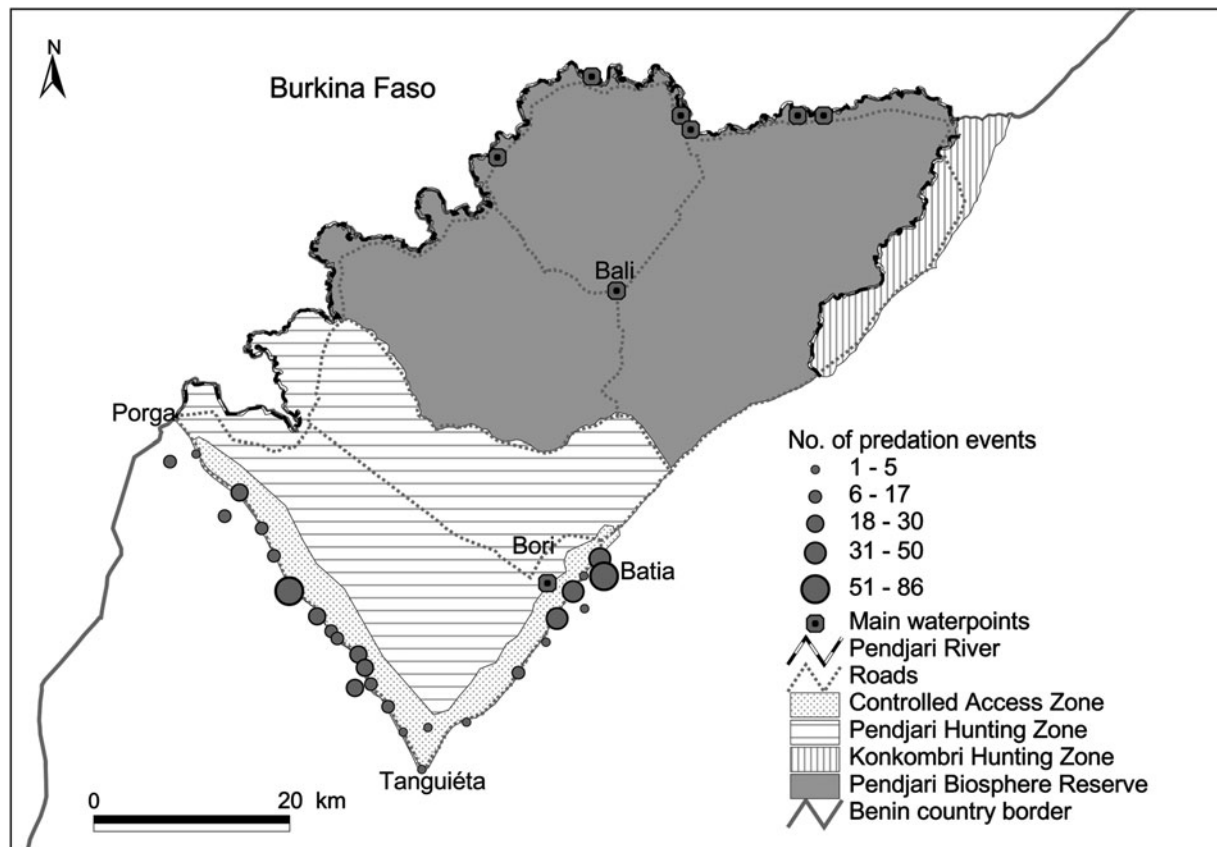 N
Burkina Faso
Bali
Porga
Bori
Batia
Tanguiéta
0 20 km
No. of predation events
1 - 5
6 - 17
18 - 30
31 - 50
51 - 86
Main waterpoints
Pendjari River
Roads
Controlled Access Zone
Pendjari Hunting Zone
Konkombri Hunting Zone
Pendjari Biosphere Reserve
Benin country border